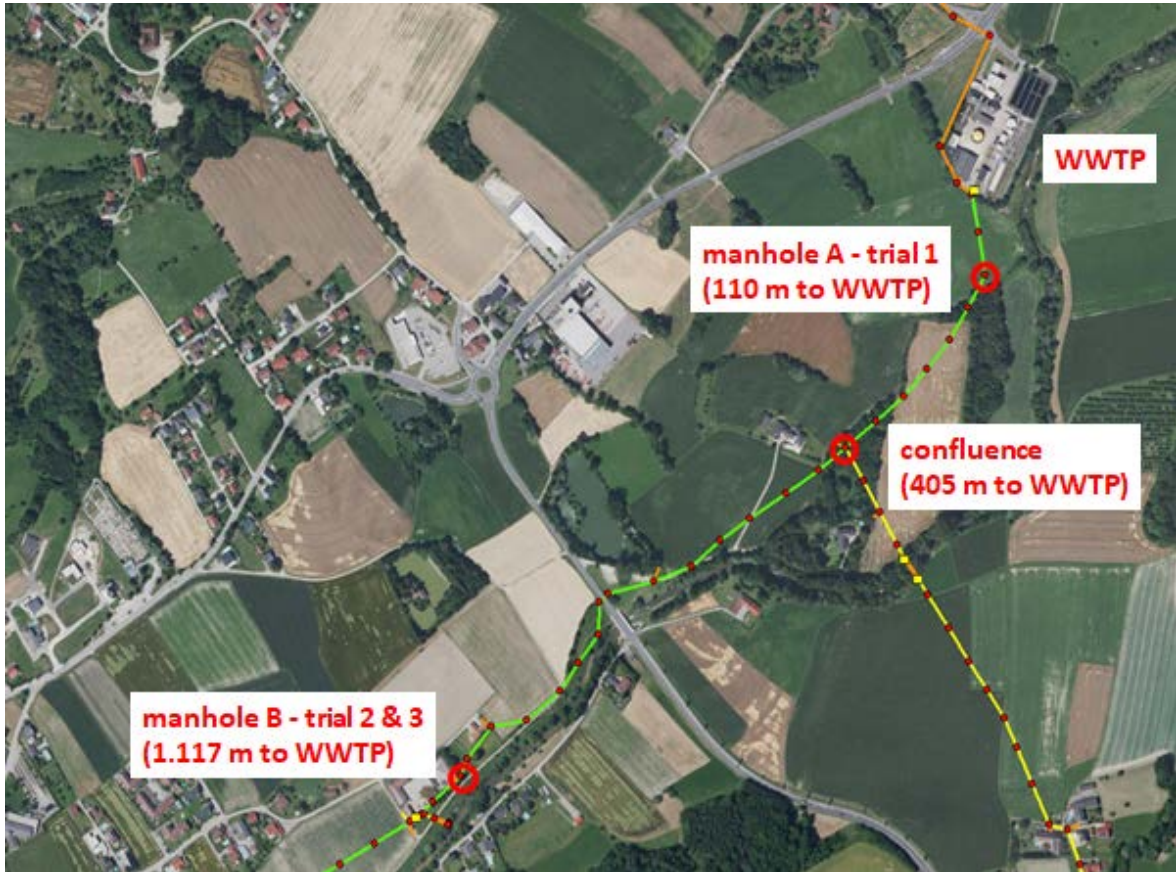 WWTP
manhole A - trial 1
(110 m to WWTP)
confluence
(405 m to WWTP)
manhole B - trial 2 & 3
(1.117 m to WWTP)